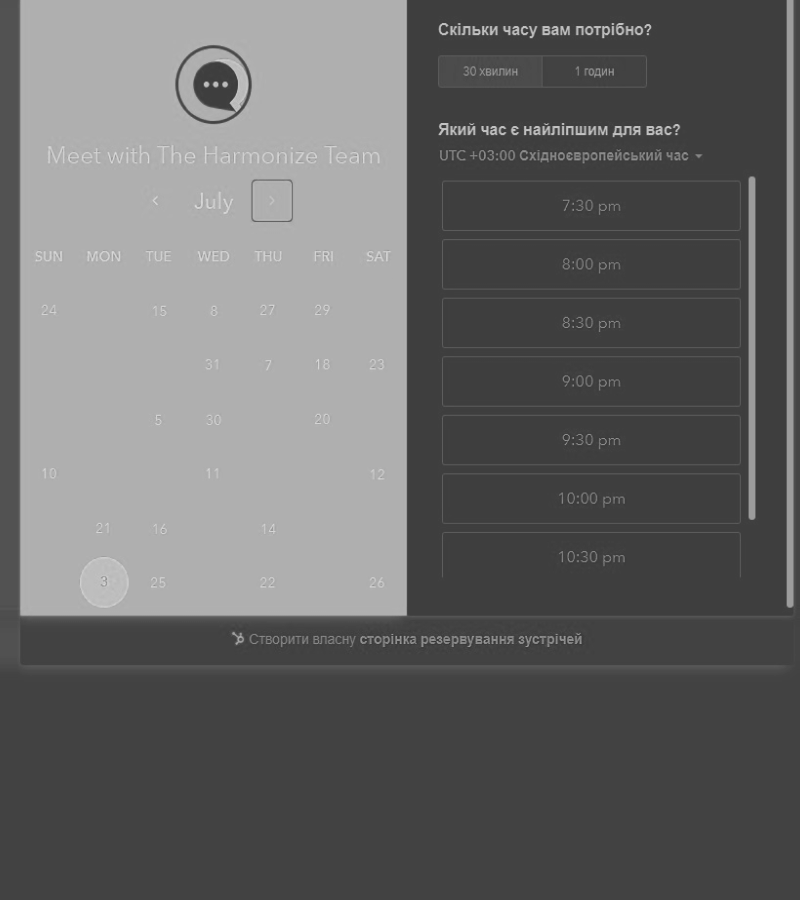 Meet with The Harmonize Team
July
SUN MON TUE WED THU FRI SAT
24 15 8 27 29
31 7 18 23
5 30 20
10 11 12
21 16 14
3 25 22 26
Скільки часу вам потрібно?
30 хвилин 1 годин
Який час є найліпшим для вас?
UTC +03:00 Східноєвропейський час
7:30 pm
8:00 pm
8:30 pm
9:00 pm
9:30 pm
10:00 pm
10:30 pm
Створити власну сторінка резервування зустрічей